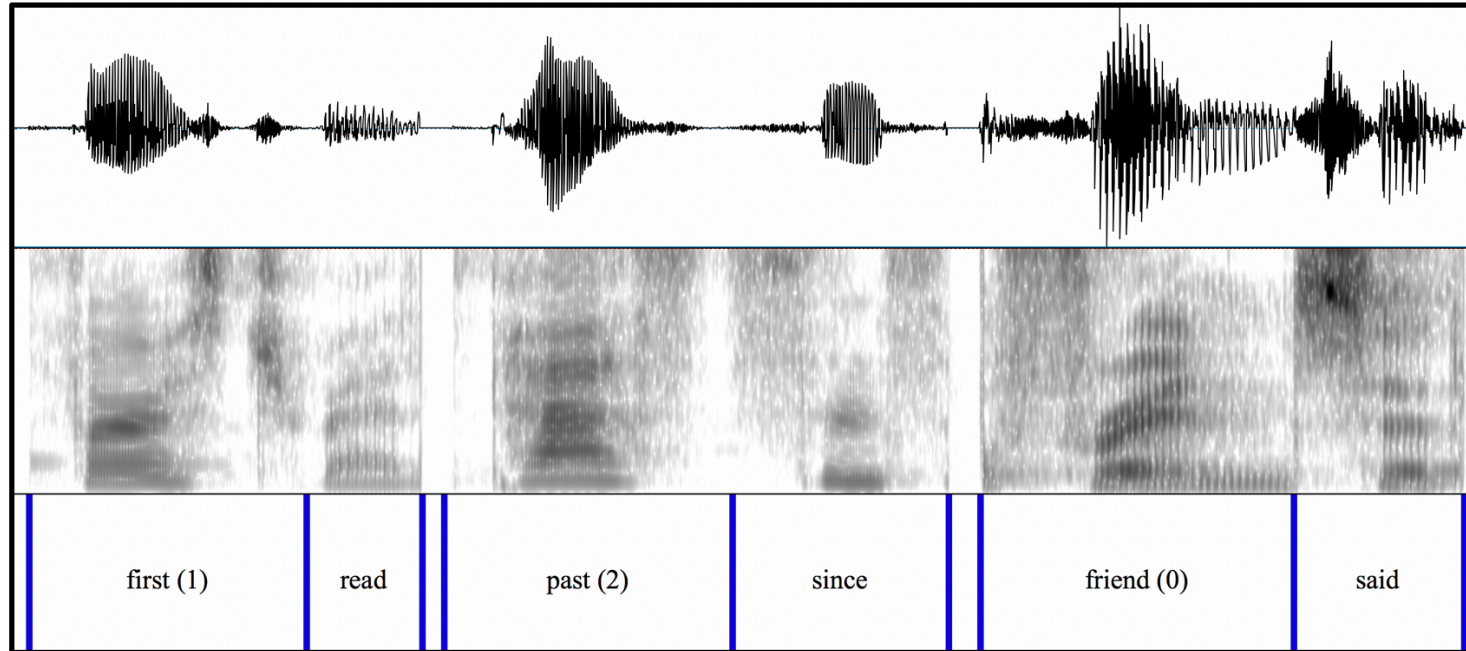 first (1) read past (2) since friend (0) said